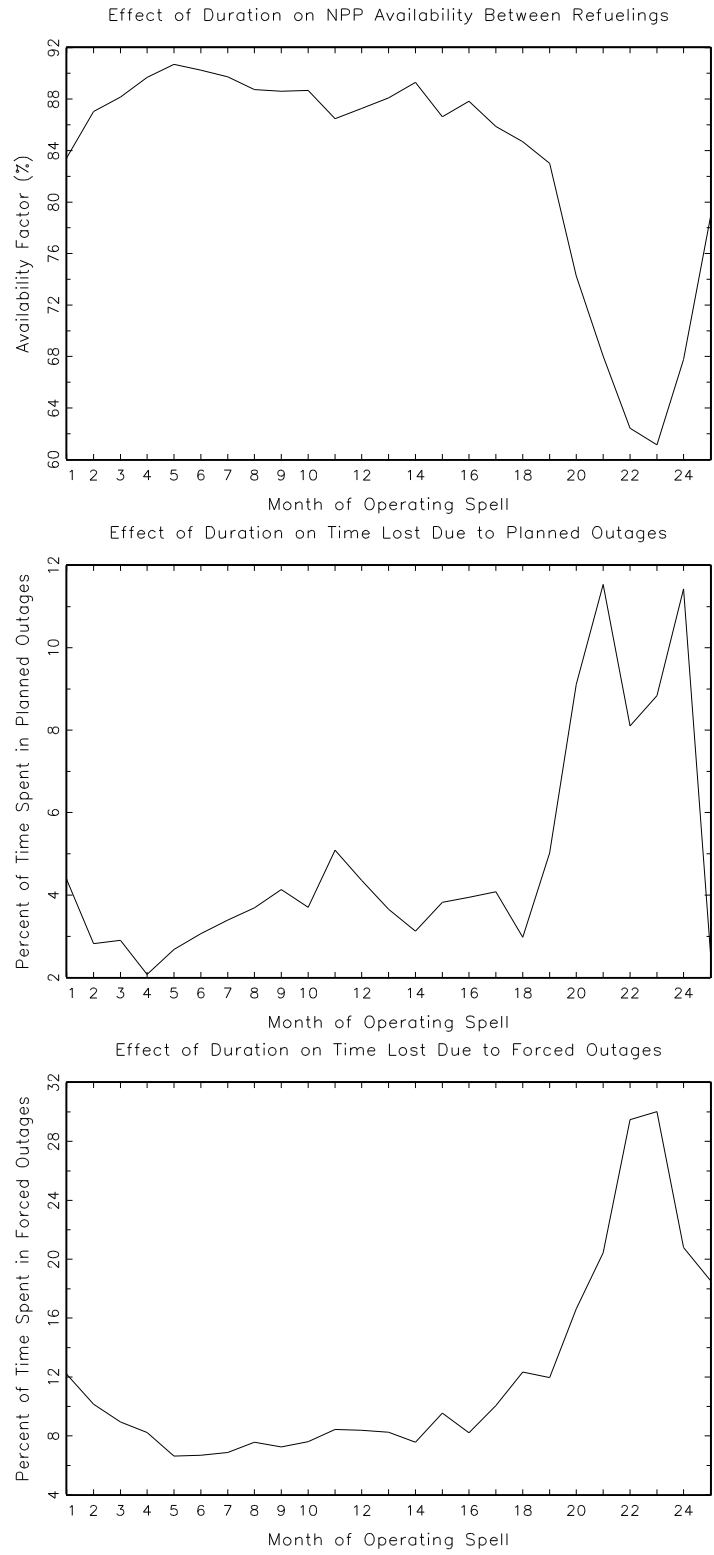 Effect of Duration on NPP Availability Between Refuelings
Availability Factor (%)
92
88
84
80
76
72
68
64
60
1 2 3 4 5 6 7 8 9 10 12 14 16 18 20 22 24
Month of Operating Spell
Effect of Duration on Time Lost Due to Planned Outages
Percent of Time Spent in Planned Outages
12
10
8
6
4
2
1 2 3 4 5 6 7 8 9 10 12 14 16 18 20 22 24
Month of Operating Spell
Effect of Duration on Time Lost Due to Forced Outages
Percent of Time Spent in Forced Outages
32
28
24
20
16
12
8
4
1 2 3 4 5 6 7 8 9 10 12 14 16 18 20 22 24
Month of Operating Spell